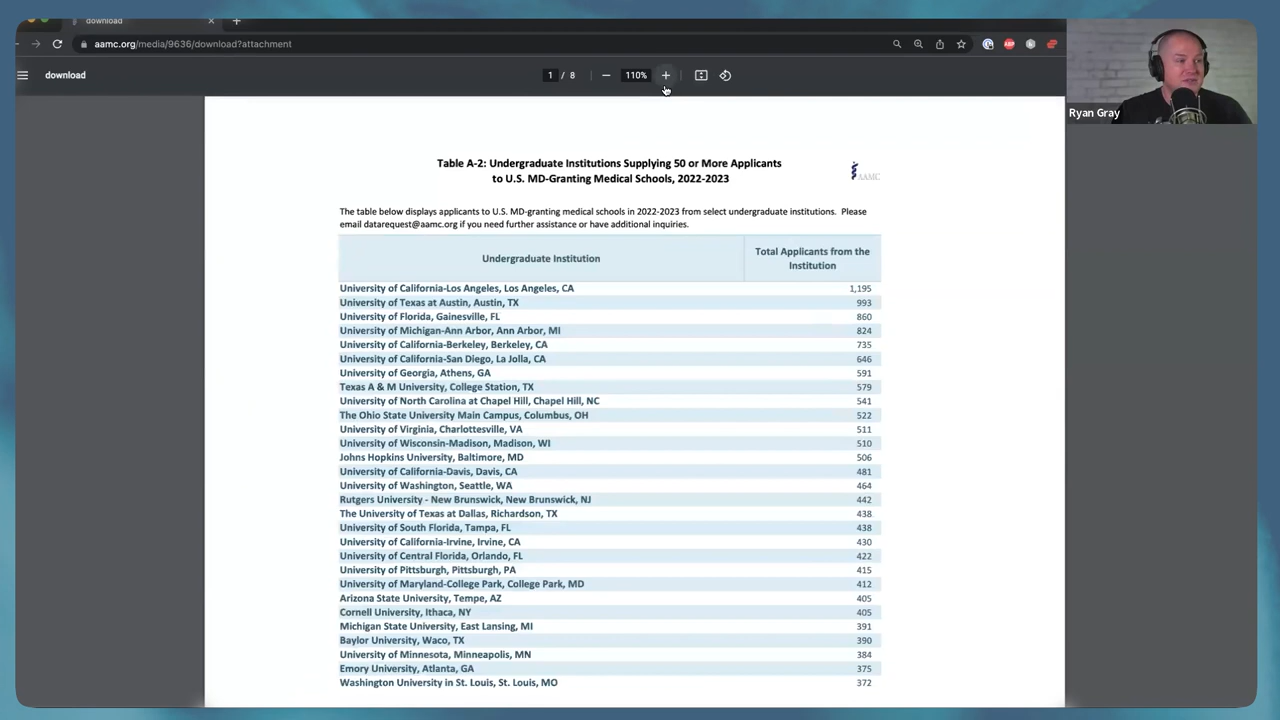 download
aamc.org/media/9636/download?attachment
download
1 / 8
110%
Ryan Gray
Table A-2: Undergraduate Institutions Supplying 50 or More Applicants
to U.S. MD-Granting Medical Schools, 2022-2023
AAMC
The table below displays applicants to U.S. MD-granting medical schools in 2022-2023 from select undergraduate institutions. Please
email datarequest@aamc.org if you need further assistance or have additional inquiries.
Undergraduate Institution
Total Applicants from the
Institution
University of California-Los Angeles, Los Angeles, CA 1,195
University of Texas at Austin, Austin, TX 993
University of Florida, Gainesville, FL 860
University of Michigan-Ann Arbor, Ann Arbor, MI 824
University of California-Berkeley, Berkeley, CA 735
University of California-San Diego, La Jolla, CA 646
University of Georgia, Athens, GA 591
Texas A & M University, College Station, TX 579
University of North Carolina at Chapel Hill, Chapel Hill, NC 541
The Ohio State University Main Campus, Columbus, OH 522
University of Virginia, Charlottesville, VA 511
University of Wisconsin-Madison, Madison, WI 510
Johns Hopkins University, Baltimore, MD 506
University of California-Davis, Davis, CA 481
University of Washington, Seattle, WA 464
Rutgers University - New Brunswick, New Brunswick, NJ 442
The University of Texas at Dallas, Richardson, TX 438
University of South Florida, Tampa, FL 438
University of California-Irvine, Irvine, CA 430
University of Central Florida, Orlando, FL 422
University of Pittsburgh, Pittsburgh, PA 415
University of Maryland-College Park, College Park, MD 412
Arizona State University, Tempe, AZ 405
Cornell University, Ithaca, NY 405
Michigan State University, East Lansing, MI 391
Baylor University, Waco, TX 390
University of Minnesota, Minneapolis, MN 384
Emory University, Atlanta, GA 375
Washington University in St. Louis, St. Louis, MO 372